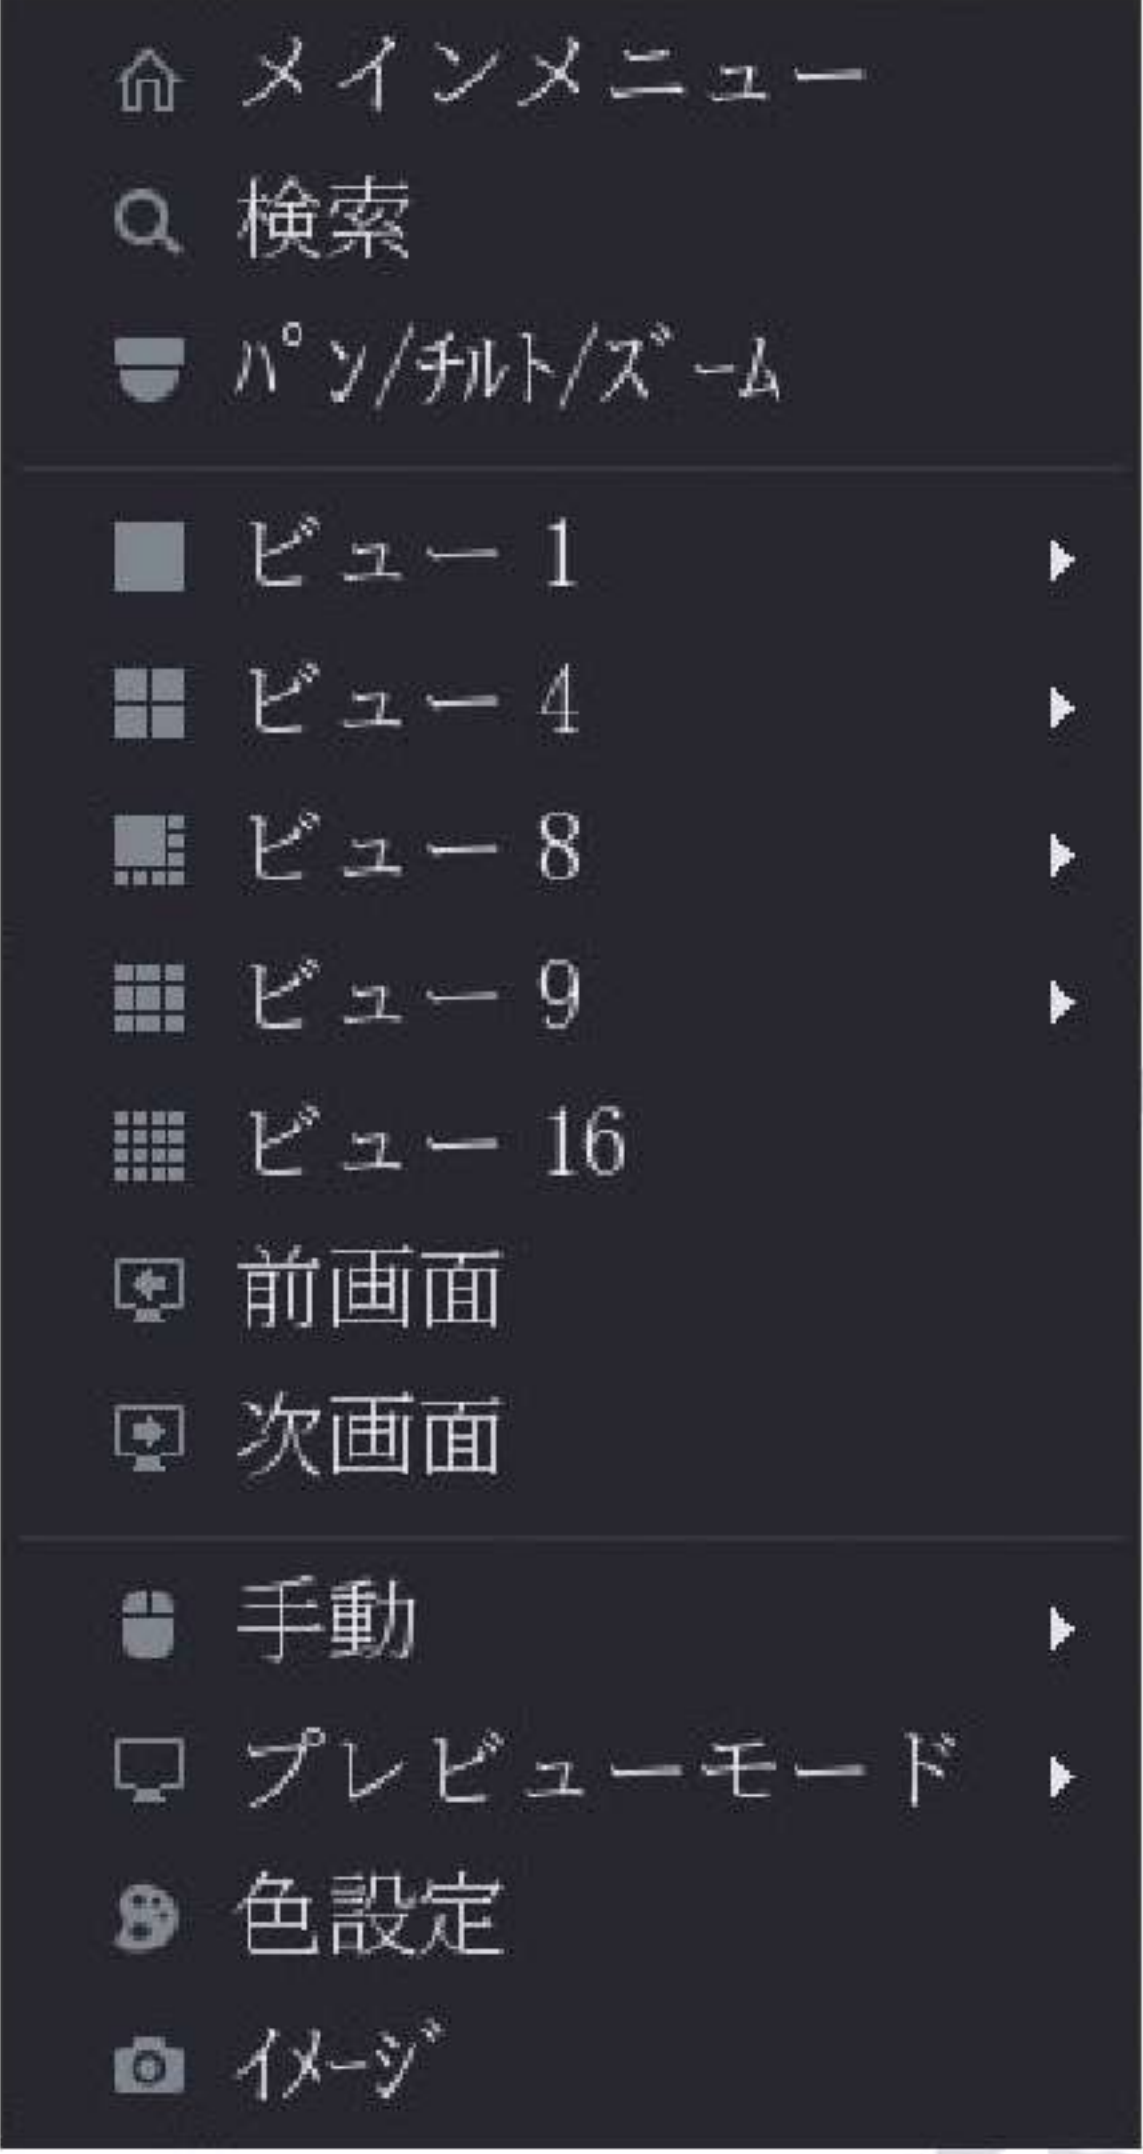 メインメニュー
検索
ﾊﾟﾝ/ﾁﾙﾄ/ｽﾞｰﾑ
ビュー 1
ビュー 4
ビュー 8
ビュー 9
ビュー 16
前画面
次画面
手動
プレビューモード
色設定
ｲﾒｰｼﾞ